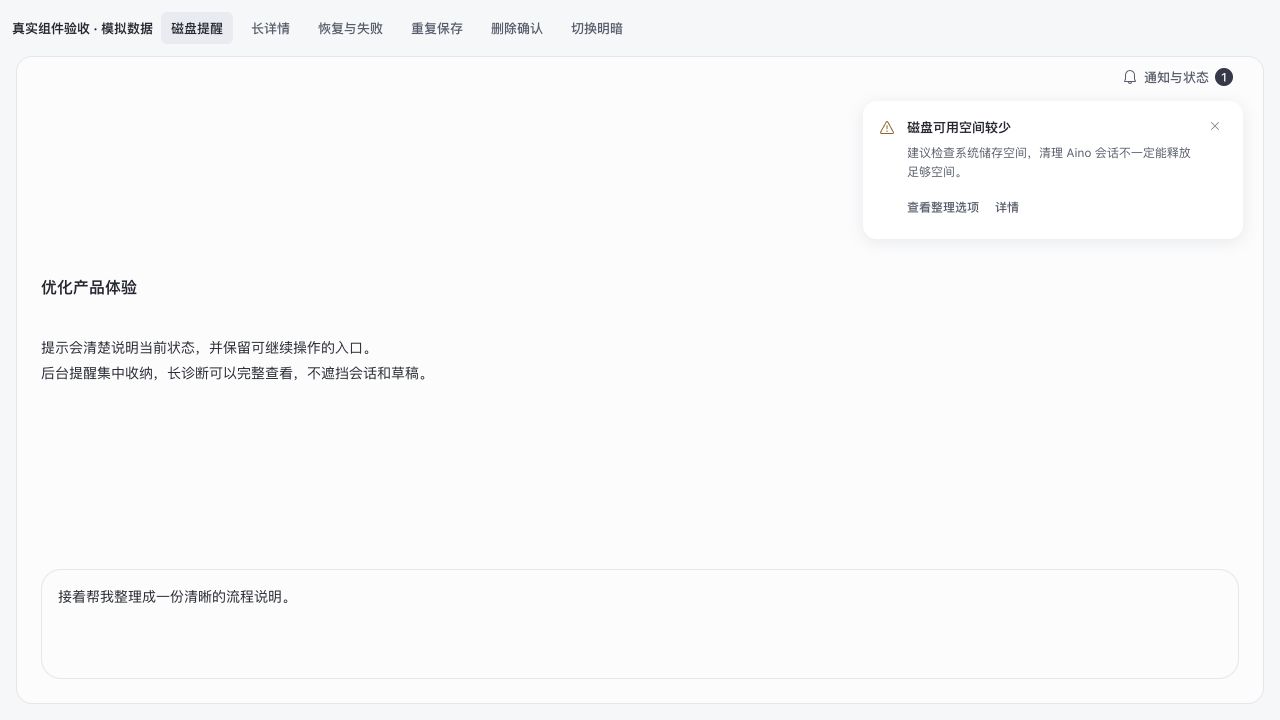 真实组件验收 · 模拟数据 磁盘提醒 长详情 恢复与失败 重复保存 删除确认 切换明暗
通知与状态 1
磁盘可用空间较少
建议检查系统储存空间，清理 Aino 会话不一定能释放
足够空间。
查看整理选项 详情
优化产品体验
提示会清楚说明当前状态，并保留可继续操作的入口。
后台提醒集中收纳，长诊断可以完整查看，不遮挡会话和草稿。
接着帮我整理成一份清晰的流程说明。